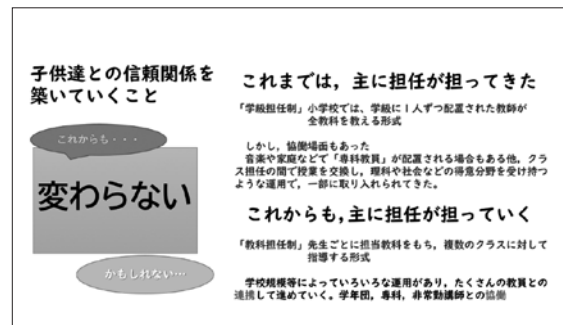 子供達との信頼関係を
築いていくこと
これからも・・・
変わらない
かもしれない…
これまでは，主に担任が担ってきた
「学級担任制」小学校では、学級に1人ずつ配置された教師が
全教科を教える形式
しかし，協働場面もあった
音楽や家庭などで「専科教員」が配置される場合もある他，クラ
ス担任の間で授業を交換し，理科や社会などの得意分野を受け持つ
ような運用で，一部に取り入れられてきた。
これからも,主に担任が担っていく
「教科担任制」先生ごとに担当教科をもち，複数のクラスに対して
指導する形式
学校規模等によっていろいろな運用があり，たくさんの教員との
連携して進めていく。学年団，専科，非常勤講師との協働